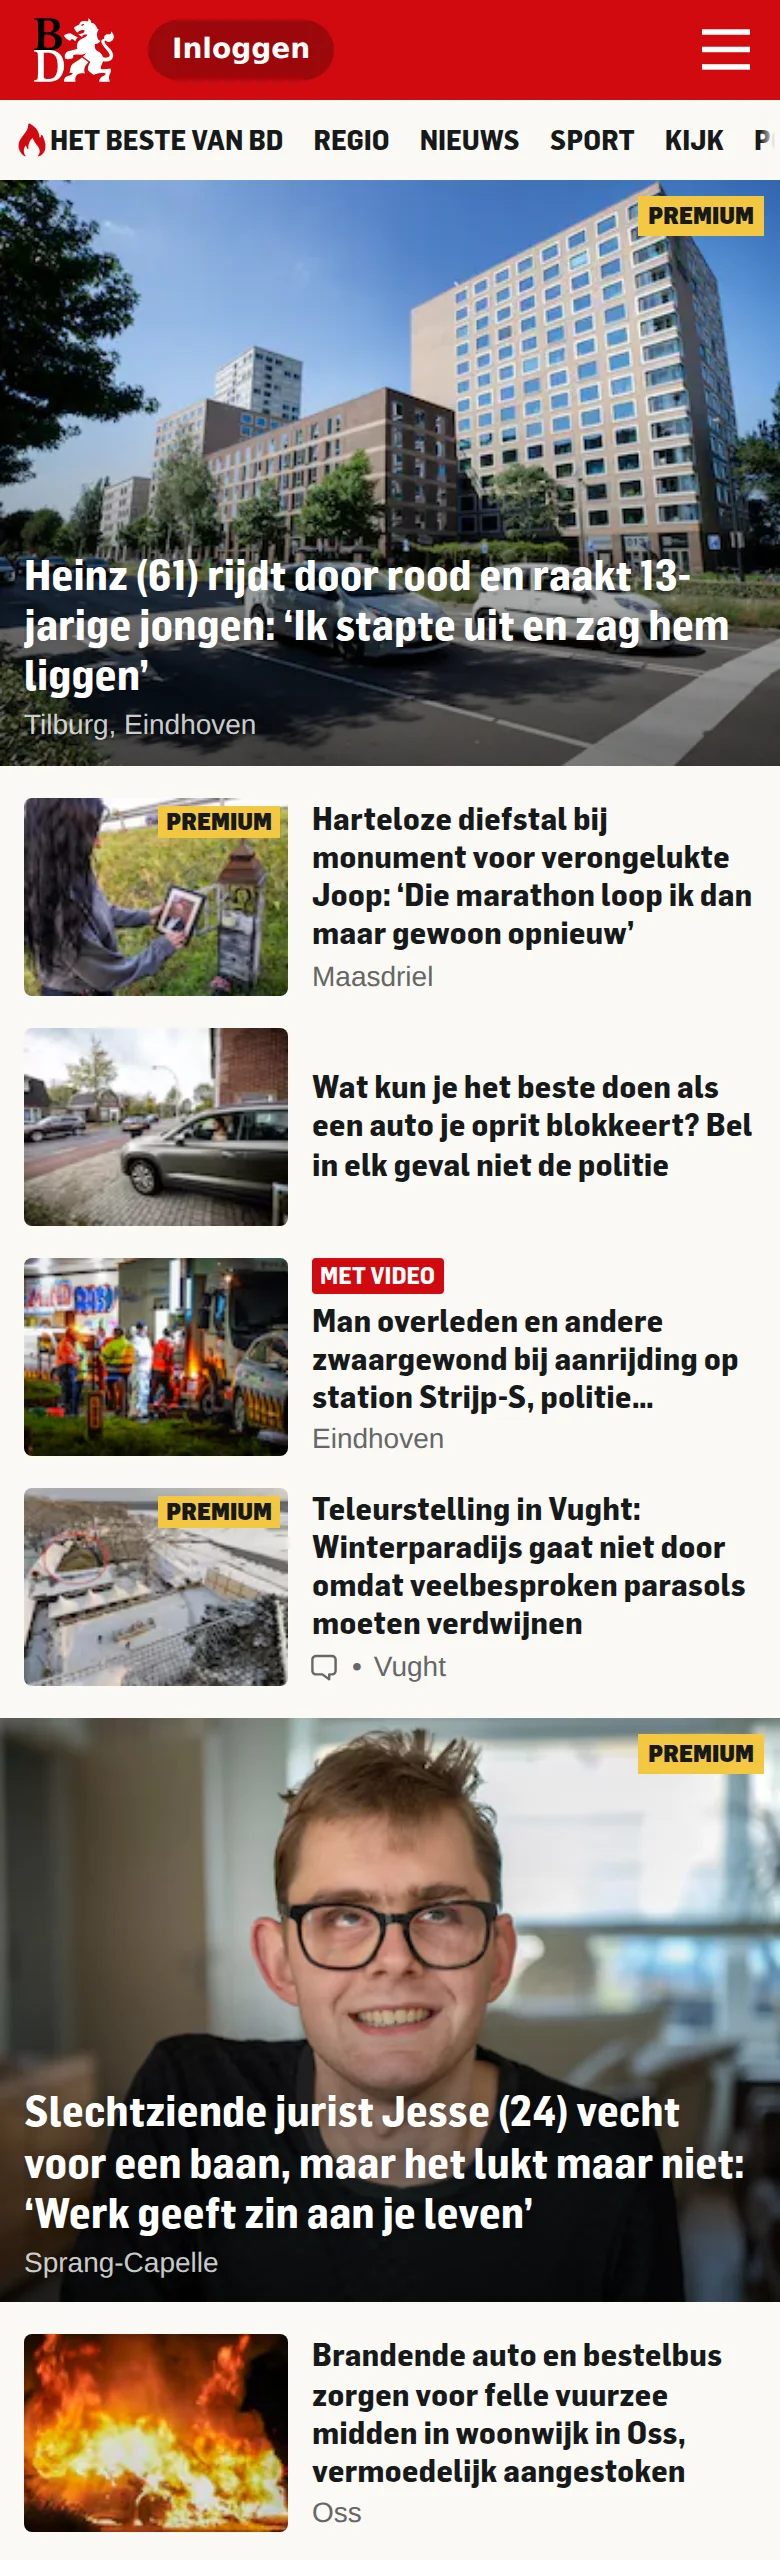 BD
Inloggen
HET BESTE VAN BD REGIO NIEUWS SPORT KIJK
PREMIUM
Heinz (61) rijdt door rood en raakt 13-
jarige jongen: ‘Ik stapte uit en zag hem
liggen’
Tilburg, Eindhoven
PREMIUM
Harteloze diefstal bij
monument voor verongelukte
Joop: ‘Die marathon loop ik dan
maar gewoon opnieuw’
Maasdriel
Wat kun je het beste doen als
een auto je oprit blokkeert? Bel
in elk geval niet de politie
MET VIDEO
Man overleden en andere
zwaargewond bij aanrijding op
station Strijp-S, politie...
Eindhoven
PREMIUM
Teleurstelling in Vught:
Winterparadijs gaat niet door
omdat veelbesproken parasols
moeten verdwijnen
• Vught
PREMIUM
Slechtziende jurist Jesse (24) vecht
voor een baan, maar het lukt maar niet:
‘Werk geeft zin aan je leven’
Sprang-Capelle
Brandende auto en bestelbus
zorgen voor felle vuurzee
midden in woonwijk in Oss,
vermoedelijk aangestoken
Oss